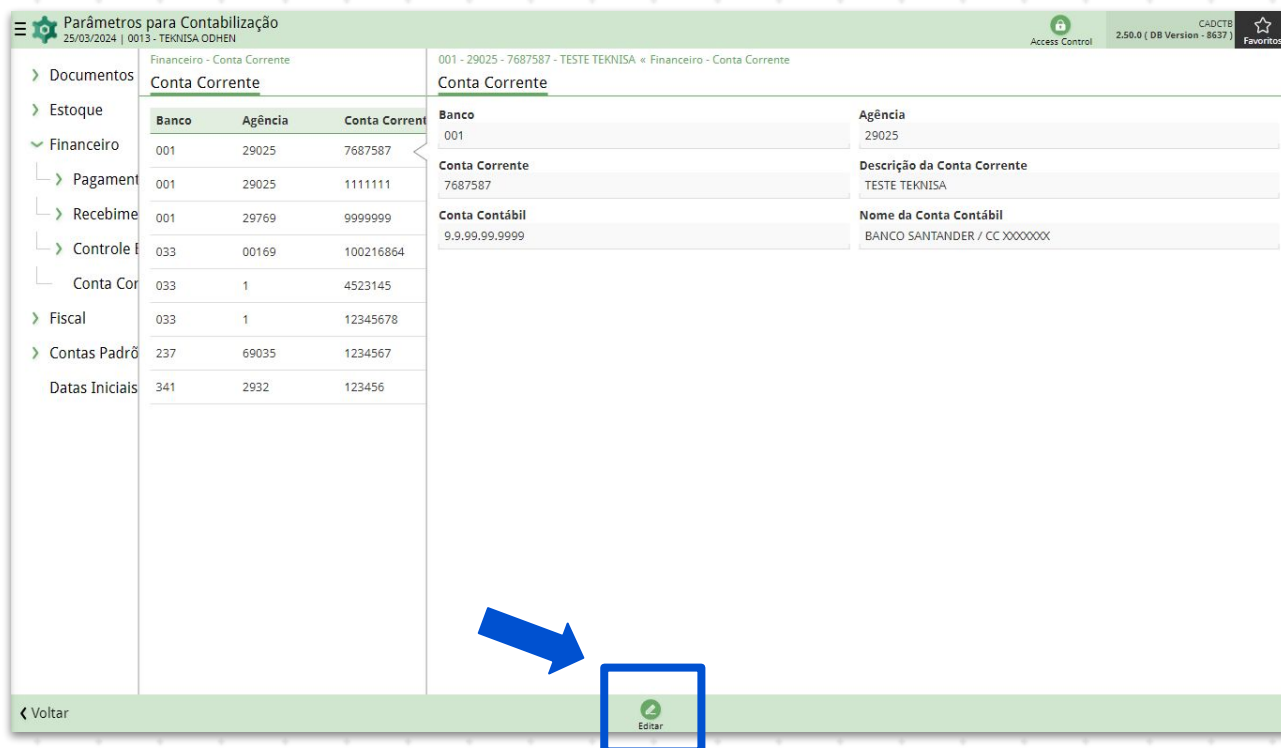 Parâmetros para Contabilização
25/03/2024 | 0013 - TEKNISA ODHEN
Access Control
CADCTB
2.50.0 ( DB Version - 8637 )
Favoritos
Documentos
Estoque
Financeiro
Pagament
Recebime
Controle B
Conta Cor
Fiscal
Contas Padrõ
Datas Iniciais
Financeiro - Conta Corrente
Conta Corrente
Banco Agência Conta Corrent
001 29025 7687587
001 29025 1111111
001 29769 9999999
033 00169 100216864
033 1 4523145
033 1 12345678
237 69035 1234567
341 2932 123456
001 - 29025 - 7687587 - TESTE TEKNISA « Financeiro - Conta Corrente
Conta Corrente
Banco Agência
001 29025
Conta Corrente Descrição da Conta Corrente
7687587 TESTE TEKNISA
Conta Contábil Nome da Conta Contábil
9.9.99.99.9999 BANCO SANTANDER / CC XXXXXXX
Voltar
Editar